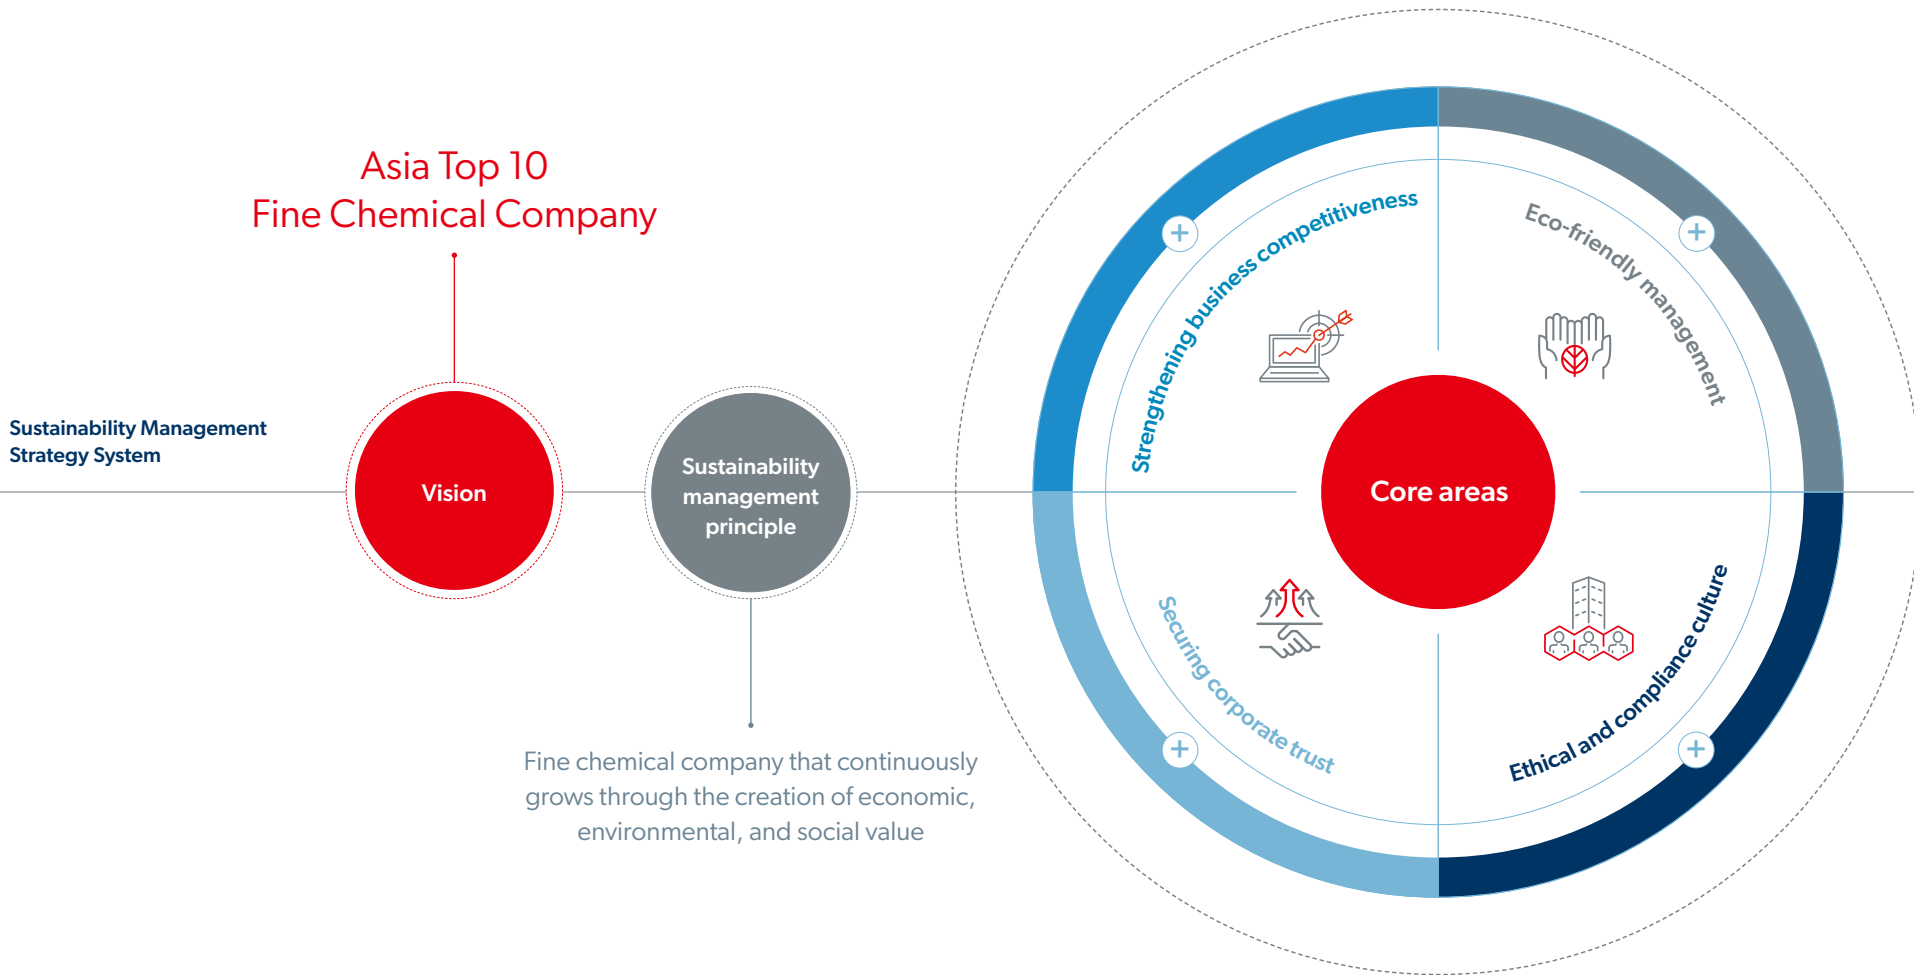 Asia Top 10
Fine Chemical Company
Sustainability Management
Strategy System
Vision
Sustainability
management
principle
Fine chemical company that continuously
grows through the creation of economic,
environmental, and social value
Core areas
Strengthening business competitiveness
Eco-friendly management
Securing corporate trust
Ethical and compliance culture